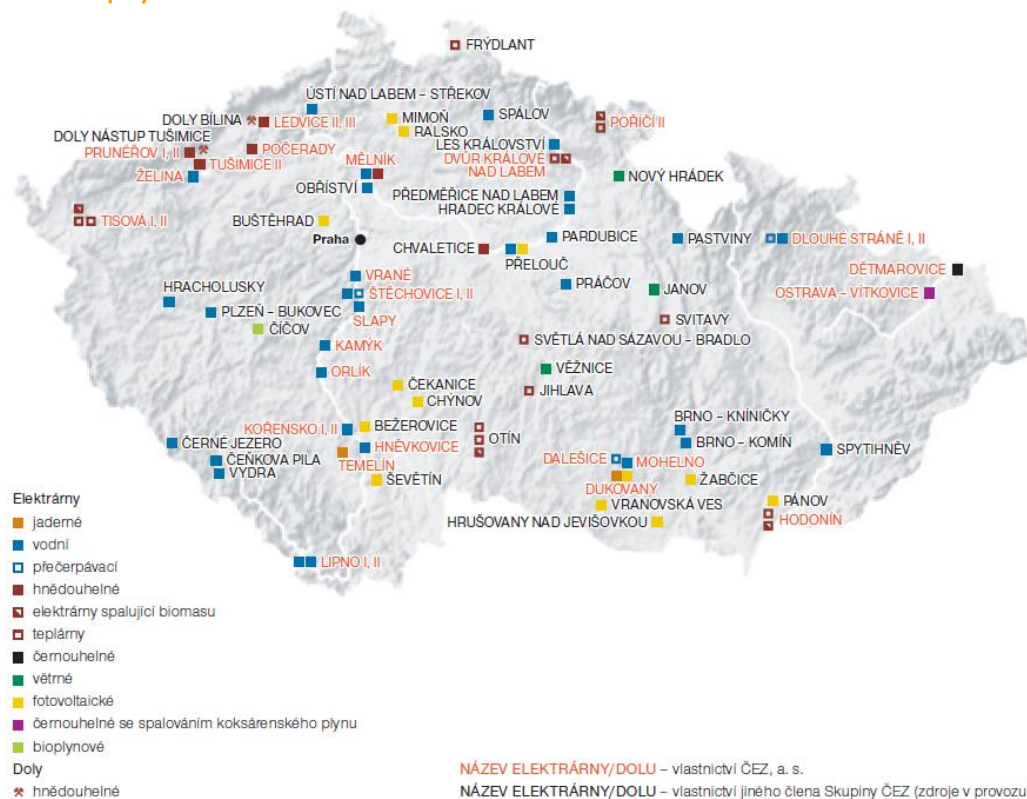 FRÝDLANT
ÚSTÍ NAD LABEM – STŘEKOV
DOLY BÍLINA
LEDVICE II, III
MIMOŇ
RALSKO
SPÁLOV
POŘÍČÍ II
DOLY NÁSTUP TUŠIMICE
PRUNÉŘOV I, II
POČERADY
TUŠIMICE II
ŽELINA
MĚLNÍK
OBŘÍSTVÍ
LES KRÁLOVSTVÍ
DVŮR KRÁLOVÉ
NAD LABEM
NOVÝ HRÁDEK
PŘEDMĚŘICE NAD LABEM
HRADEC KRÁLOVÉ
TISOVÁ I, II
BUŠTĚHRAD
Praha
CHVALETICE
PARDUBICE
PŘELOUČ
PASTVINY
DLOUHÉ STRÁNĚ I, II
DĚTMAROVICE
OSTRAVA – VÍTKOVICE
HRACHOLUSKY
PLZEŇ – BUKOVEC
ČÍČOV
VRANÉ
ŠTĚCHOVICE I, II
SLAPY
PRÁČOV
JANOV
SVITAVY
KAMÝK
SVĚTLÁ NAD SÁZAVOU – BRADLO
ORLÍK
VĚŽNICE
ČEKANICE
CHÝNOV
JIHLAVA
KOŘENSKO I, II
BEŽEROVICE
HNĚVKOVICE
OTÍN
TEMELÍN
ŠEVĚTÍN
BRNO – KNÍNIČKY
BRNO – KOMÍN
SPYTIHNĚV
ČERNÉ JEZERO
ČEŇKOVA PILA
VYDRA
DALEŠICE
MOHELNO
DUKOVANY
ŽABČICE
VRANOVSKÁ VES
HRUŠOVANY NAD JEVIŠOVKOU
PÁNOV
HODONÍN
LIPNO I, II
Elektrárny
jaderné
vodní
přečerpávací
hnědouhelné
elektrárny spalující biomasu
teplárny
černouhelné
větrné
fotovoltaické
černouhelné se spalováním koksárenského plynu
bioplynové
Doly
hnědouhelné
NÁZEV ELEKTRÁRNY/DOLU – vlastnictví ČEZ, a. s.
NÁZEV ELEKTRÁRNY/DOLU – vlastnictví jiného člena Skupiny ČEZ (zdroje v provozu